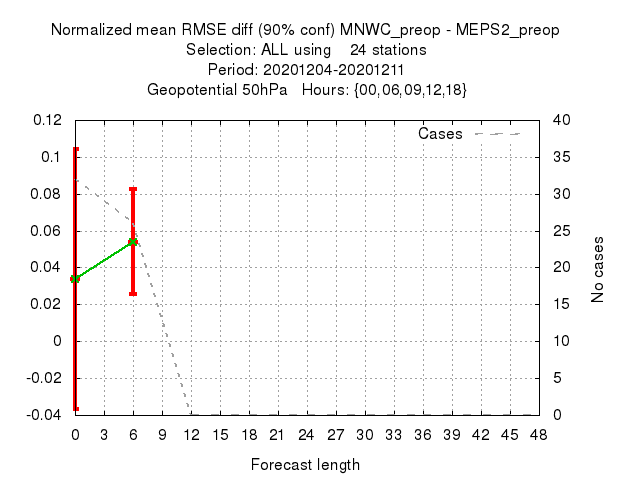 Normalized mean RMSE diff (90% conf) MNWC_preop - MEPS2_preop
Selection: ALL using 24 stations
Period: 20201204-20201211
Geopotential 50hPa Hours: {00,06,09,12,18}
0.12 40
Cases
0.1 35
0.08 30
0.06 25
0.04 20
0.02 15
0 10
-0.02 5
-0.04 0
No cases
0 3 6 9 12 15 18 21 24 27 30 33 36 39 42 45 48
Forecast length